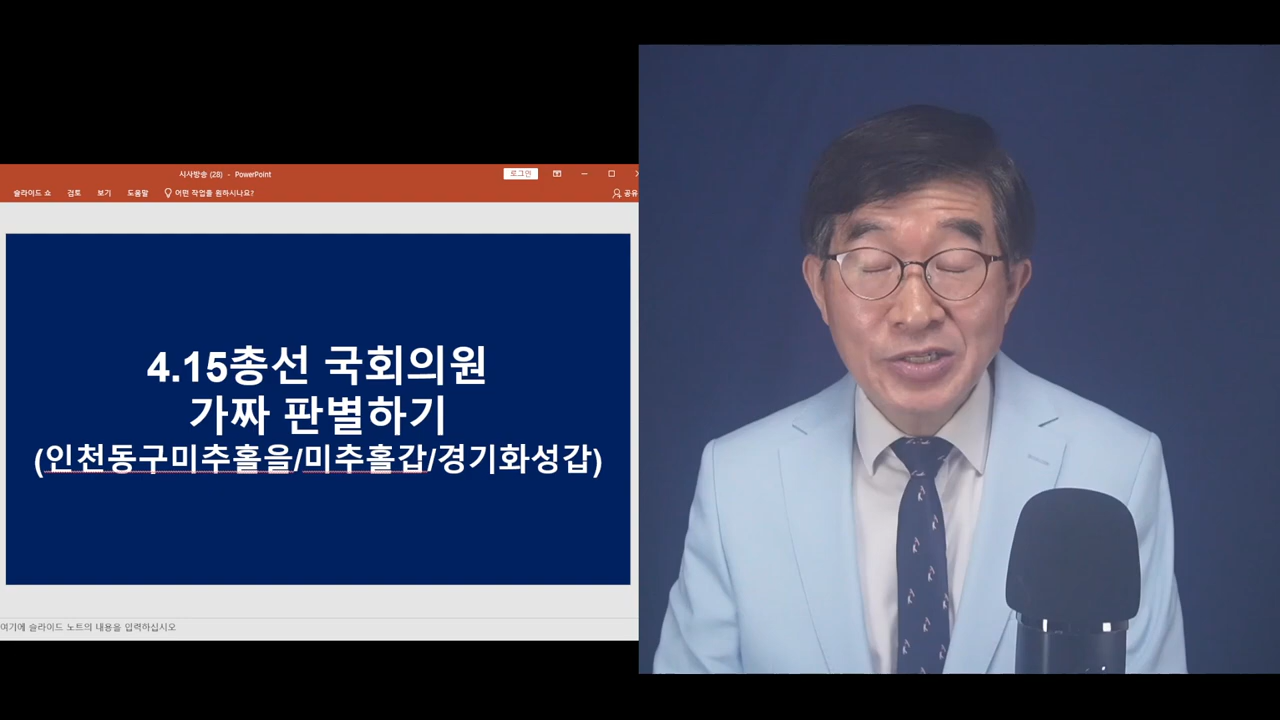 시사방송 (28) - PowerPoint
로그인
슬라이드 쇼 검토 보기 도움말 어떤 작업을 원하시나요? 공유
4.15총선 국회의원
가짜 판별하기
(인천동구미추홀을/미추홀갑/경기화성갑)
여기에 슬라이드 노트의 내용을 입력하십시오